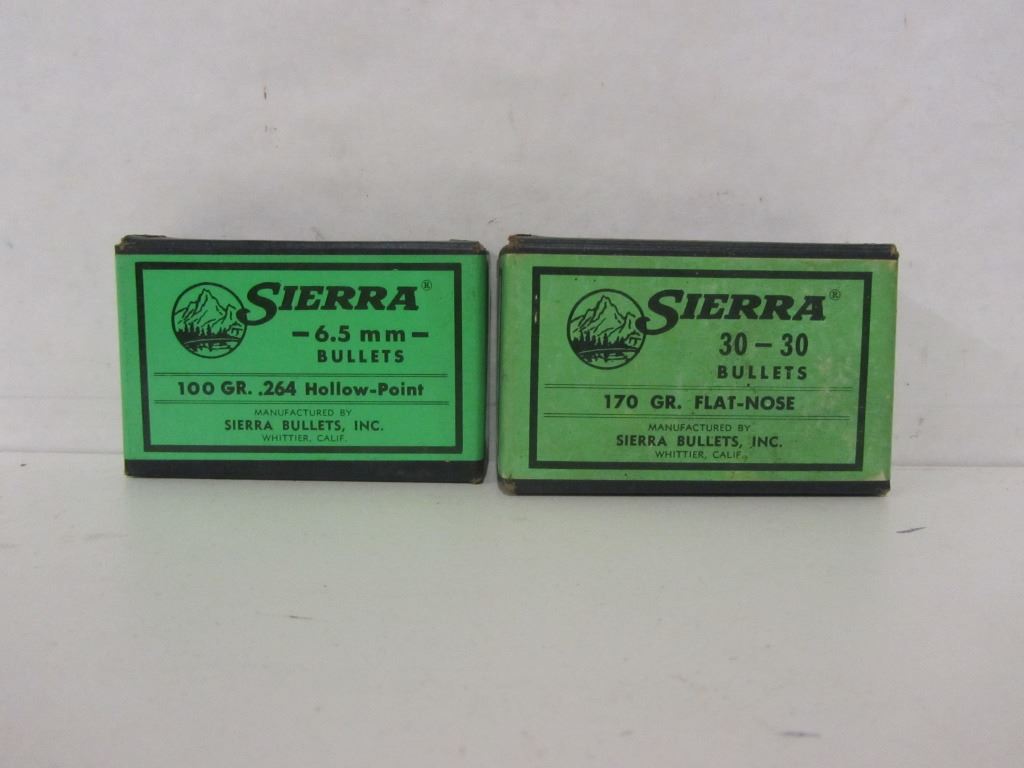 SIERRA®
—6.5 mm—
BULLETS
100 GR. .264 Hollow-Point
MANUFACTURED BY
SIERRA BULLETS, INC.
WHITTIER, CALIF.
SIERRA®
30 – 30
BULLETS
170 GR. FLAT-NOSE
MANUFACTURED BY
SIERRA BULLETS, INC.
WHITTIER, CALIF.